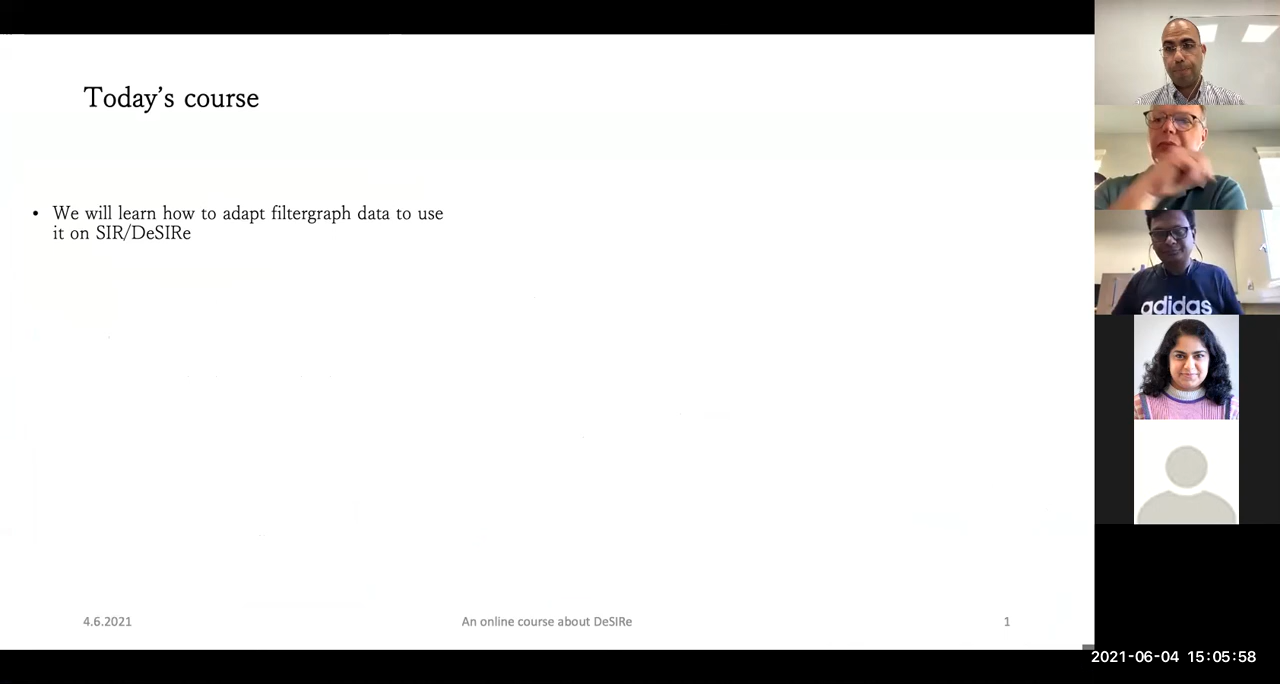 Today's course
• We will learn how to adapt filtergraph data to use
it on SIR/DeSIRe
4.6.2021
An online course about DeSIRe
1
adidas
2021-06-04 15:05:58